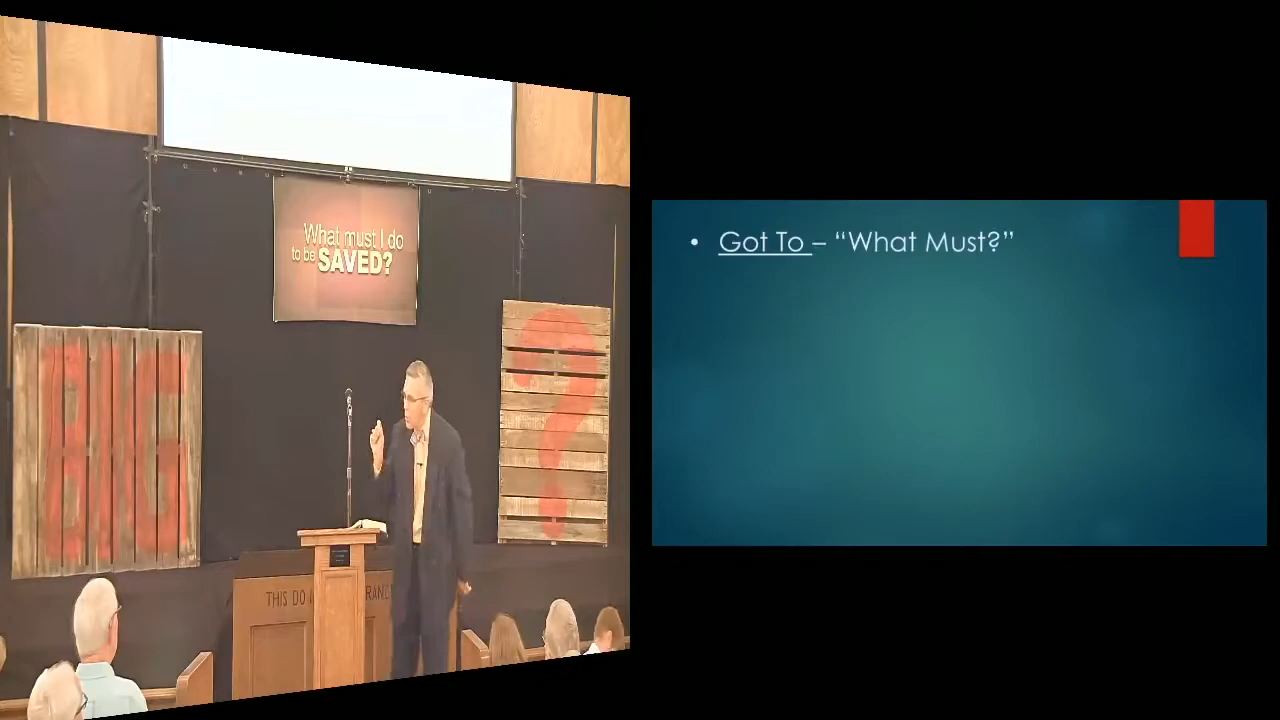 What must I do
to be SAVED?
BIG
?
THIS DO
• Got To – “What Must?”